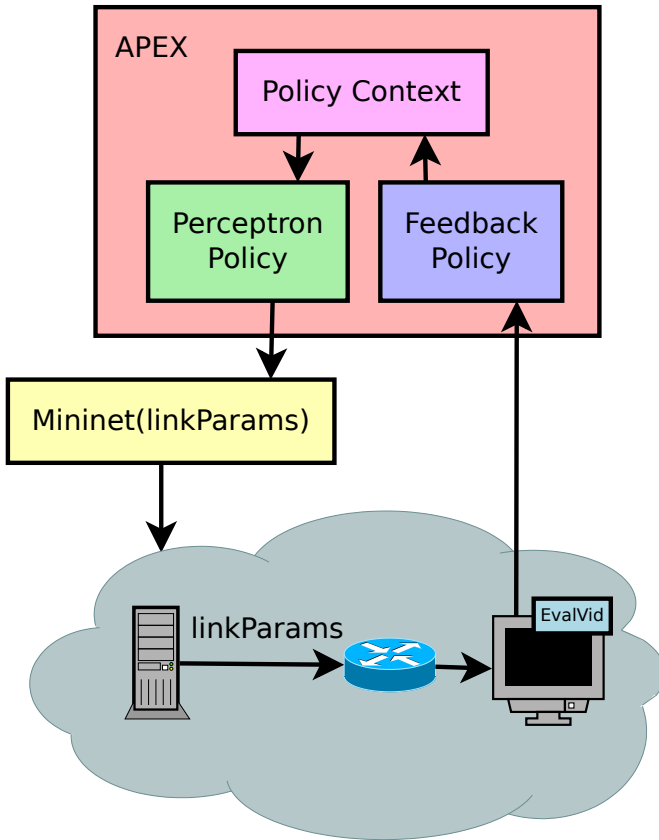 APEX
Policy Context
Perceptron
Policy
Feedback
Policy
Mininet(linkParams)
EvalVid
linkParams